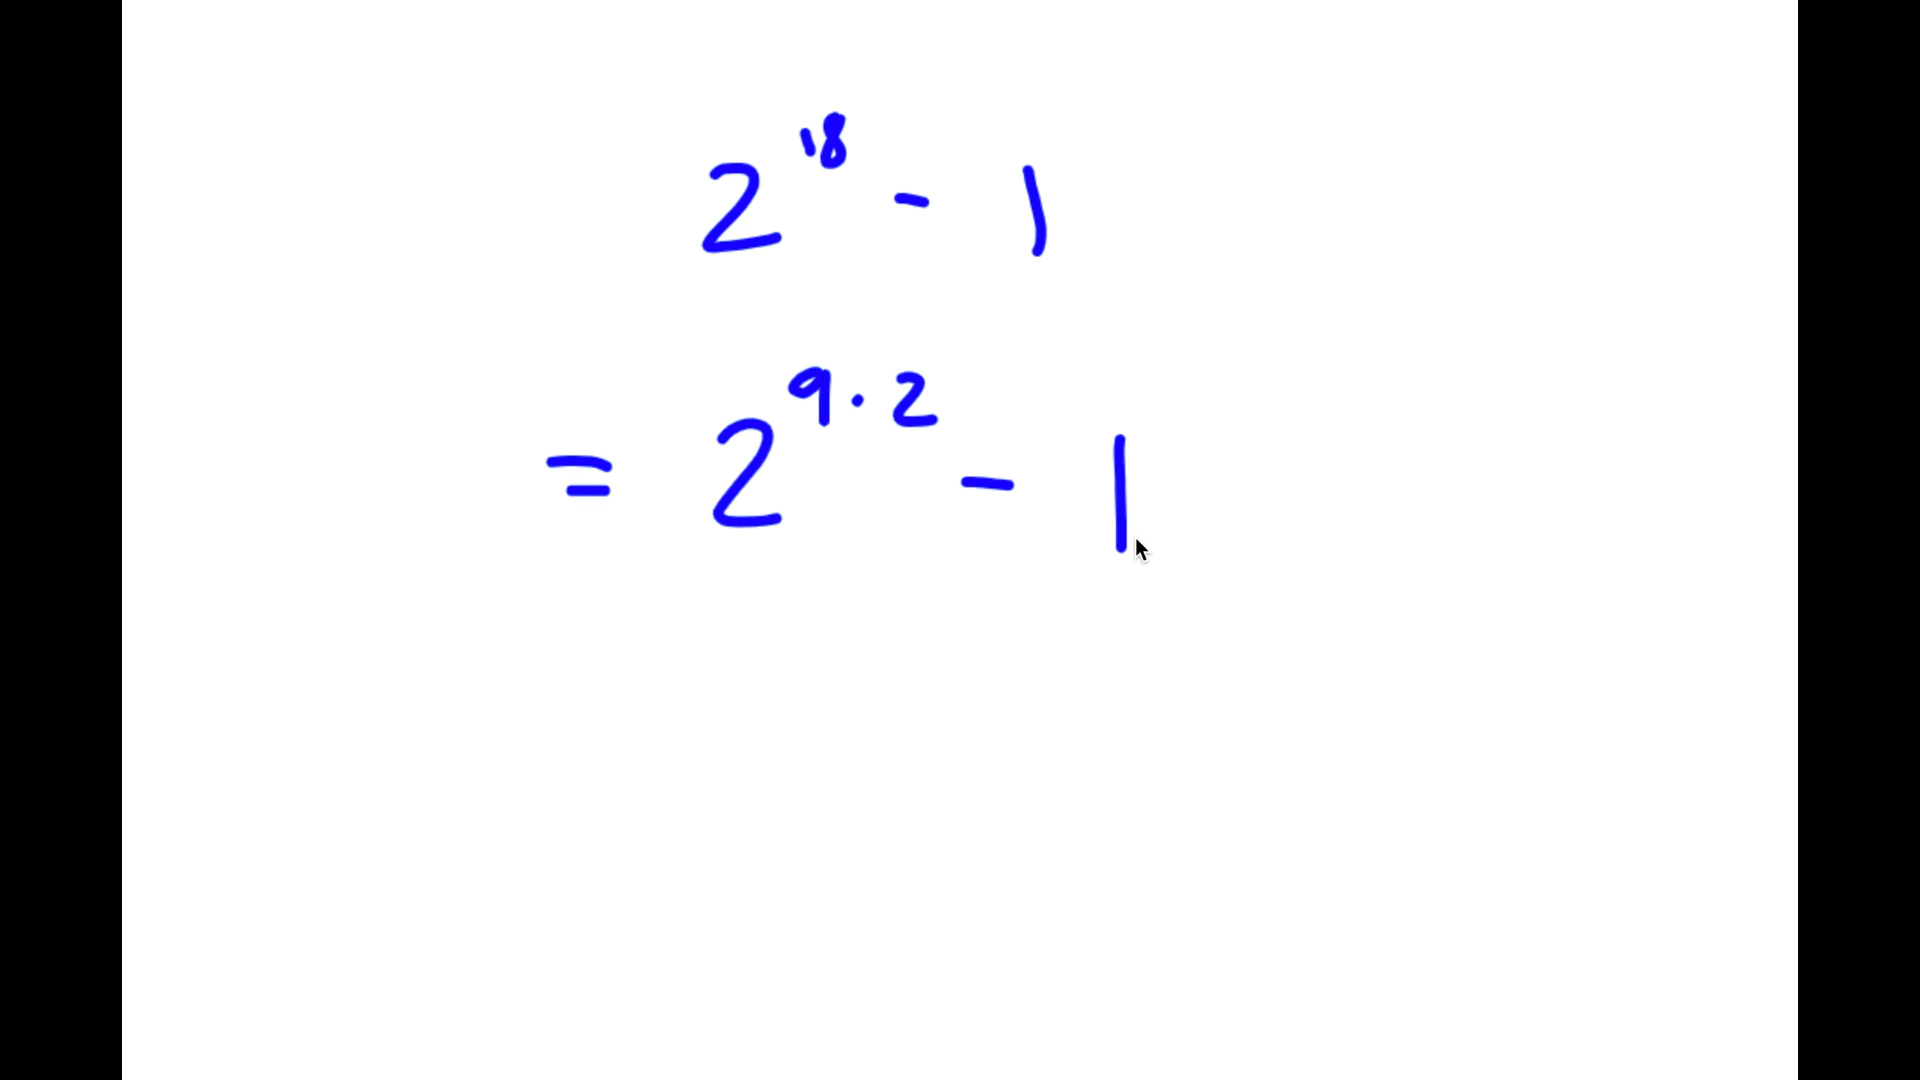 2^18 - 1
= 2^9·2 - 1